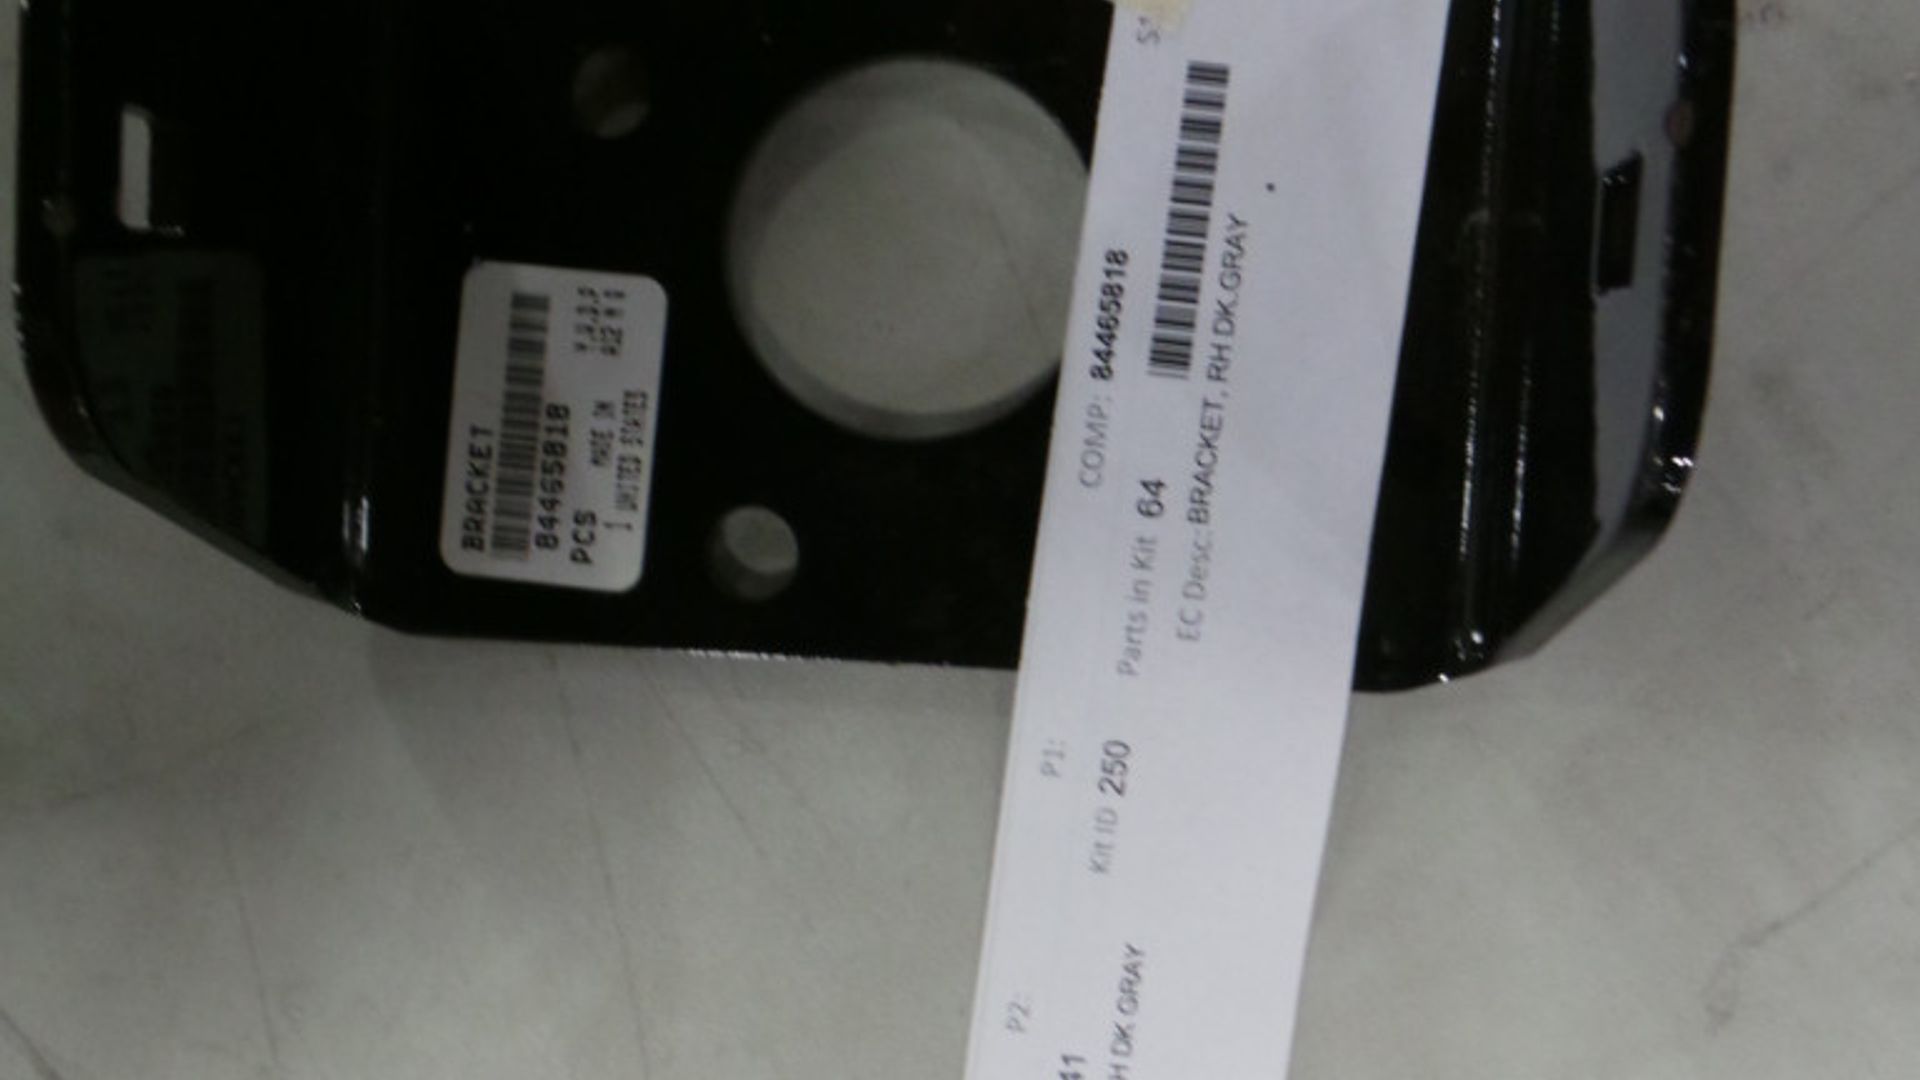 BRACKET
84465818
PCS
MADE IN
1 UNITED STATES
COMP: 84465818
P1:
P2:
Kit ID 250 Parts in Kit 64
EC Desc: BRACKET, RH DK.GRAY
41
H DK GRAY